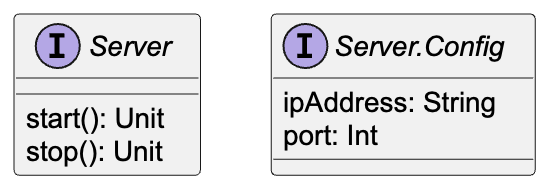 I Server
start(): Unit
stop(): Unit
I Server.Config
ipAddress: String
port: Int